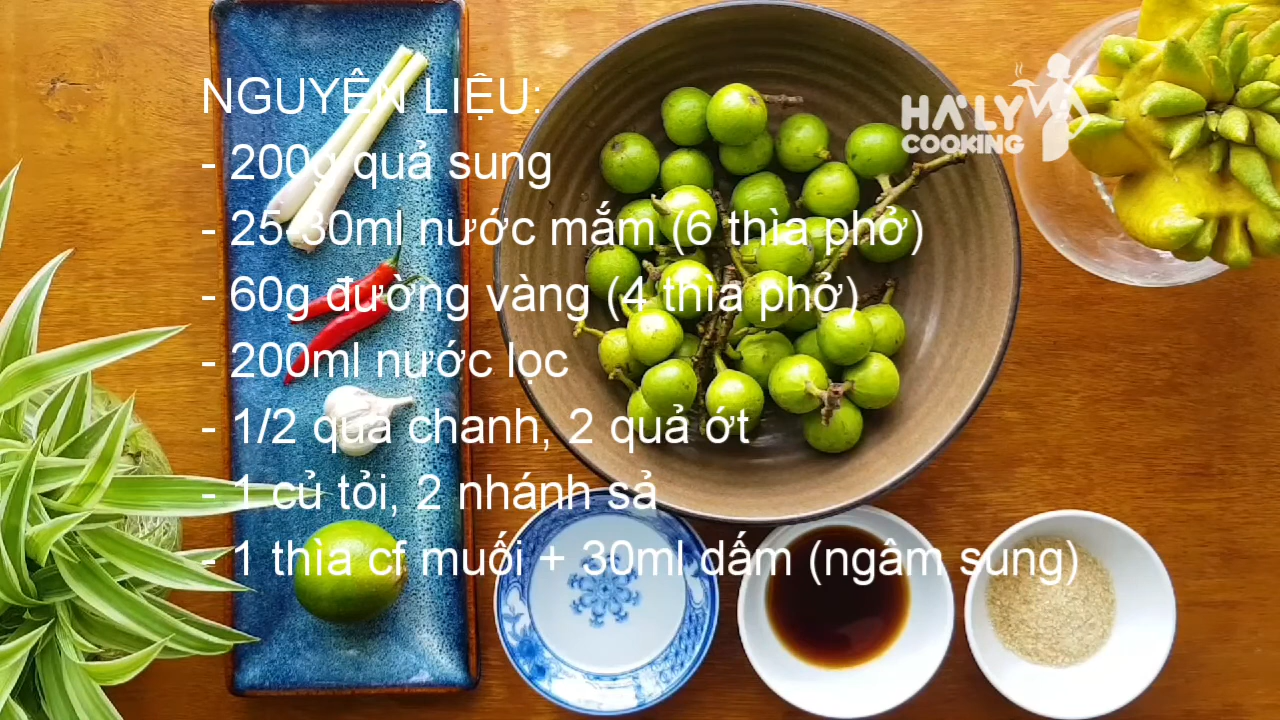 NGUYÊN LIỆU:
- 200g quả sung
- 25-30ml nước mắm (6 thìa phở)
- 60g đường vàng (4 thìa phở)
- 200ml nước lọc
- 1/2 quả chanh, 2 quả ớt
- 1 củ tỏi, 2 nhánh sả
- 1 thìa cf muối + 30ml dấm (ngâm sung)
HÀ LY
COOKING